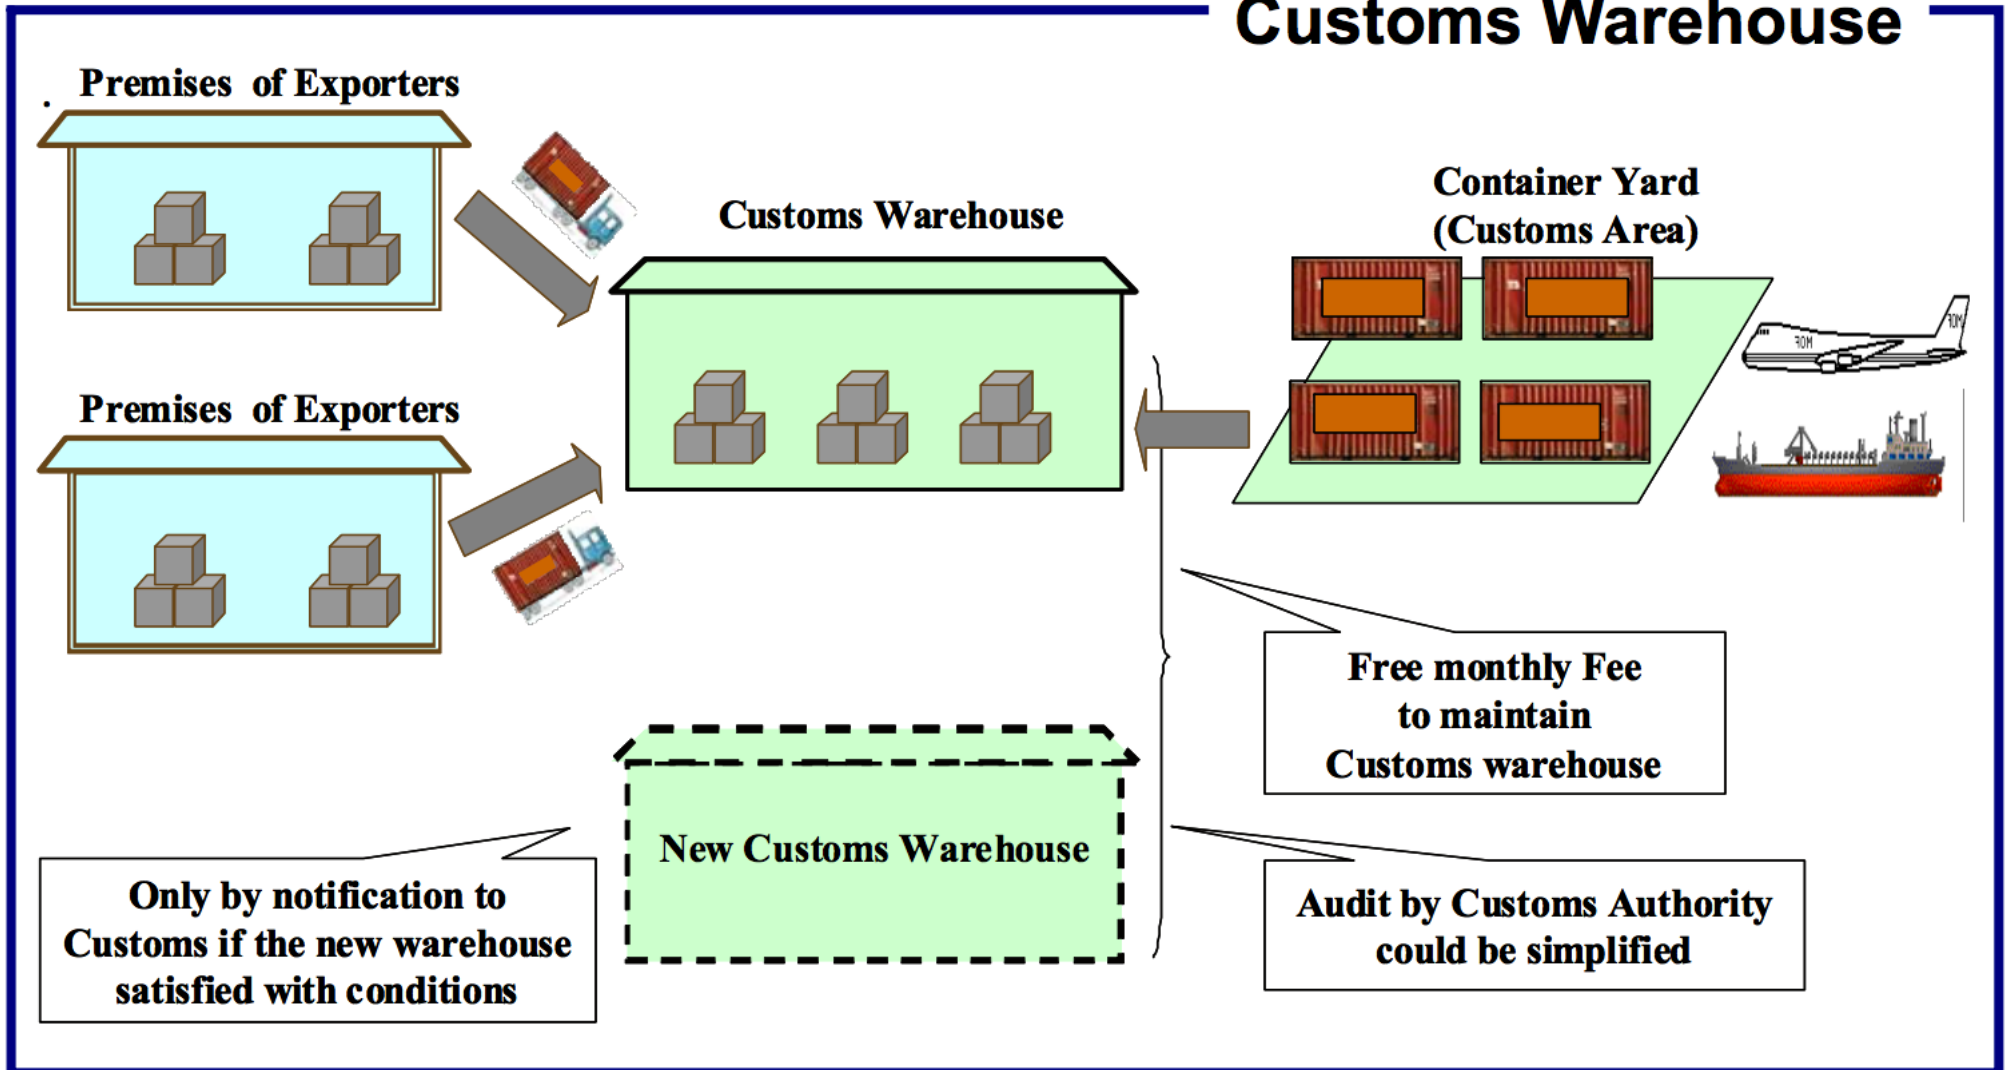 Customs Warehouse
Premises of Exporters
Customs Warehouse
Container Yard
(Customs Area)
MOF
MOF
Premises of Exporters
Free monthly Fee
to maintain
Customs warehouse
New Customs Warehouse
Only by notification to
Customs if the new warehouse
satisfied with conditions
Audit by Customs Authority
could be simplified